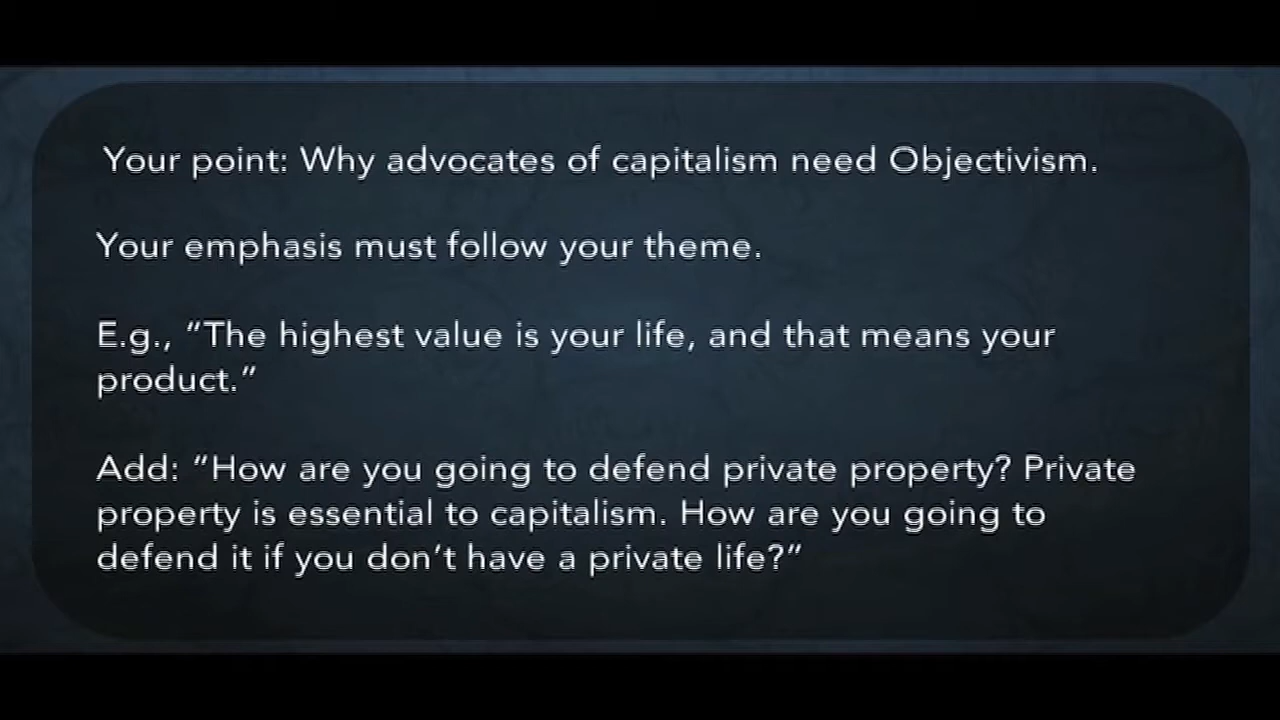 Your point: Why advocates of capitalism need Objectivism.
Your emphasis must follow your theme.
E.g., “The highest value is your life, and that means your
product.”
Add: “How are you going to defend private property? Private
property is essential to capitalism. How are you going to
defend it if you don’t have a private life?”